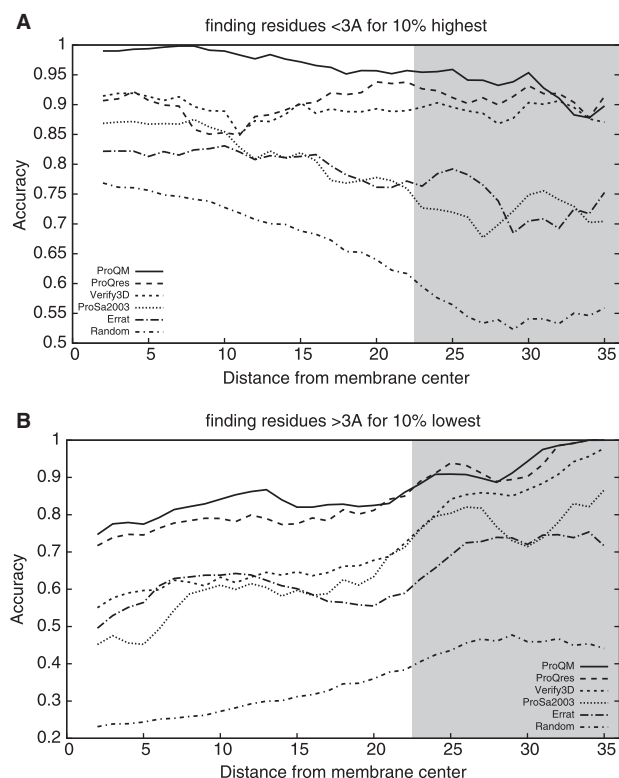 A
finding residues <3A for 10% highest
1
0.95
0.9
0.85
0.8
0.75
0.7
0.65
0.6
0.55
0.5
Accuracy
ProQM
ProQres
Verify3D
ProSa2003
Errat
Random
0 5 10 15 20 25 30 35
Distance from membrane center
B
finding residues >3A for 10% lowest
1
0.9
0.8
0.7
0.6
0.5
0.4
0.3
0.2
Accuracy
ProQM
ProQres
Verify3D
ProSa2003
Errat
Random
0 5 10 15 20 25 30 35
Distance from membrane center